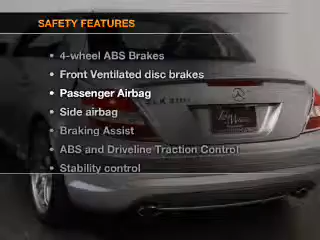 SAFETY FEATURES
4-wheel ABS Brakes
Front Ventilated disc brakes
Passenger Airbag
Side airbag
Braking Assist
ABS and Driveline Traction Control
Stability control